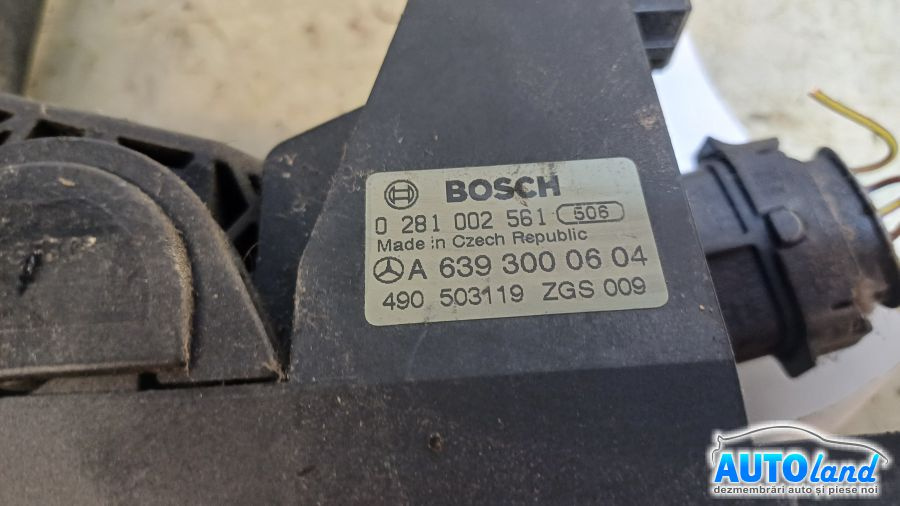 BOSCH
0 281 002 561 506
Made in Czech Republic
A 639 300 06 04
490 503119 ZGS 009
AUTOland
dezmembrări auto și piese noi